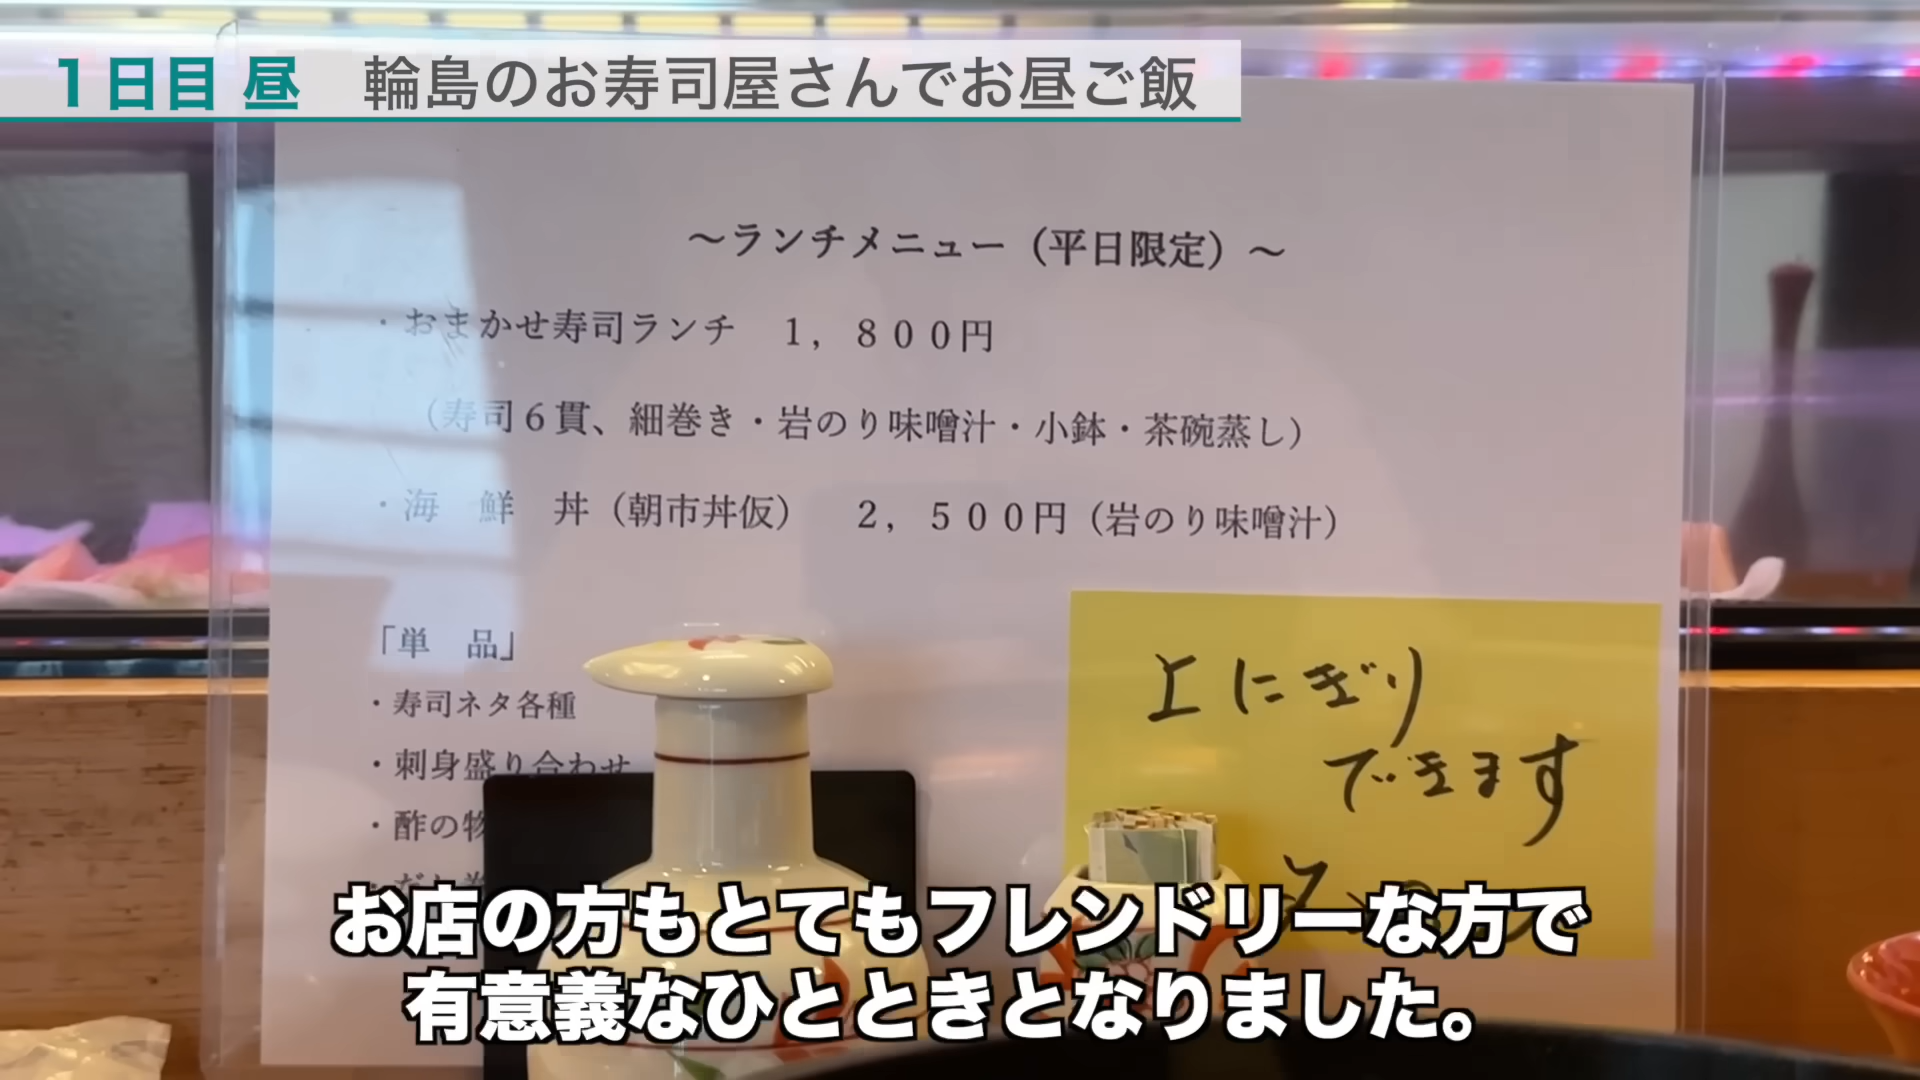 1日目 昼　輪島のお寿司屋さんでお昼ご飯
～ランチメニュー（平日限定）～
・おまかせ寿司ランチ　１，８００円
（寿司６貫、細巻き・岩のり味噌汁・小鉢・茶碗蒸し）
・海　鮮　丼（朝市丼仮）　２，５００円（岩のり味噌汁）
「単　品」
・寿司ネタ各種
・刺身盛り合わせ
・酢の物
上にぎり
できます
お店の方もとてもフレンドリーな方で
有意義なひとときとなりました。